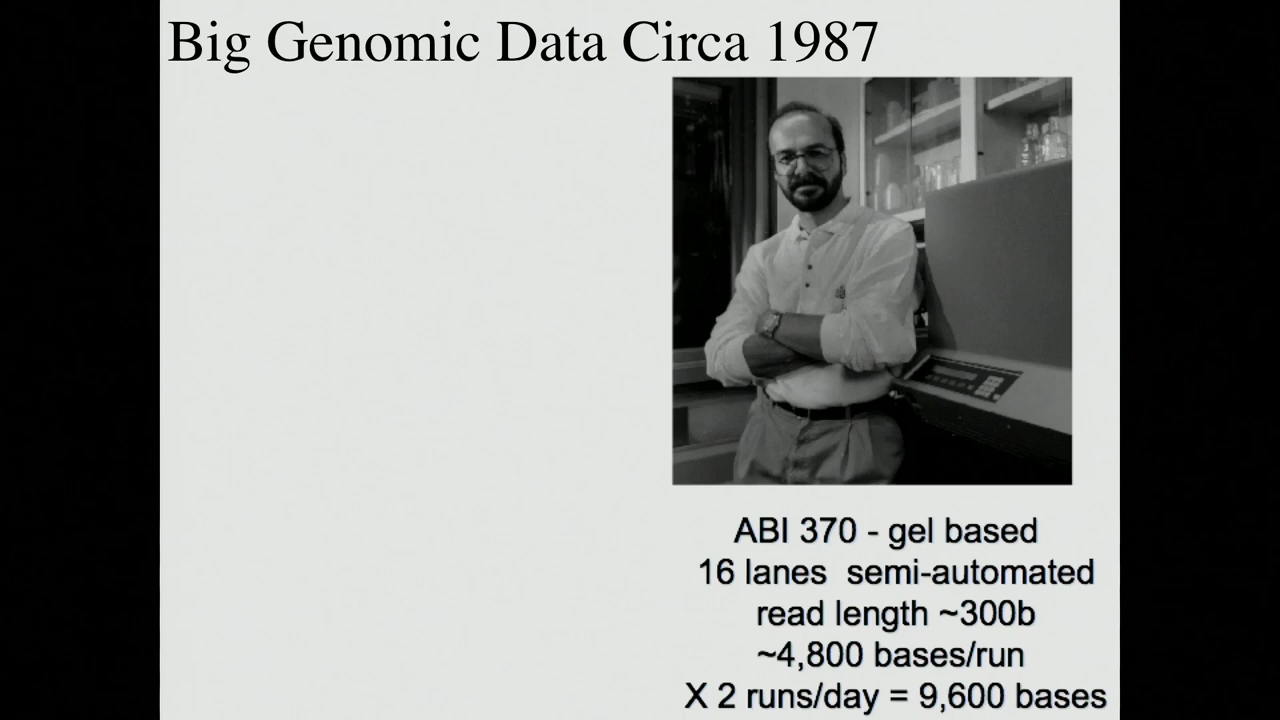 Big Genomic Data Circa 1987
ABI 370 - gel based
16 lanes semi-automated
read length ~300b
~4,800 bases/run
X 2 runs/day = 9,600 bases